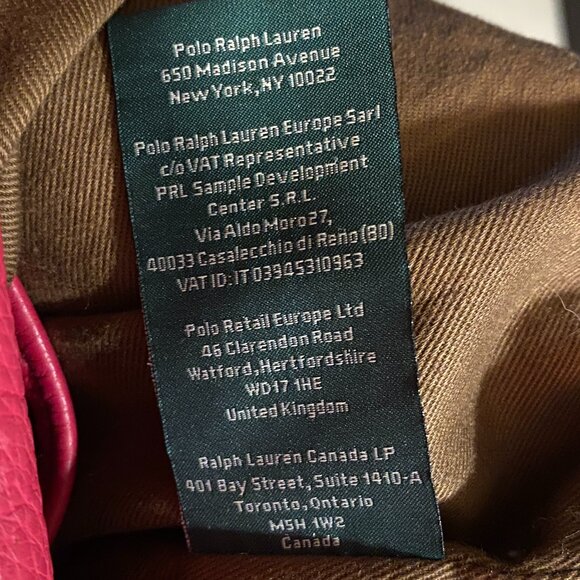 Polo Ralph Lauren
650 Madison Avenue
New York, NY 10022
Polo Ralph Lauren Europe Sarl
c/o VAT Representative
PRL Sample Development
Center S.R.L.
Via Aldo Moro 27,
40033 Casalecchio di Reno (BO)
VAT ID: IT 03945310963
Polo Retail Europe Ltd
46 Clarendon Road
Watford, Hertfordshire
WD17 1HE
United Kingdom
Ralph Lauren Canada LP
401 Bay Street, Suite 1410-A
Toronto, Ontario
M5H 1W2
Canada